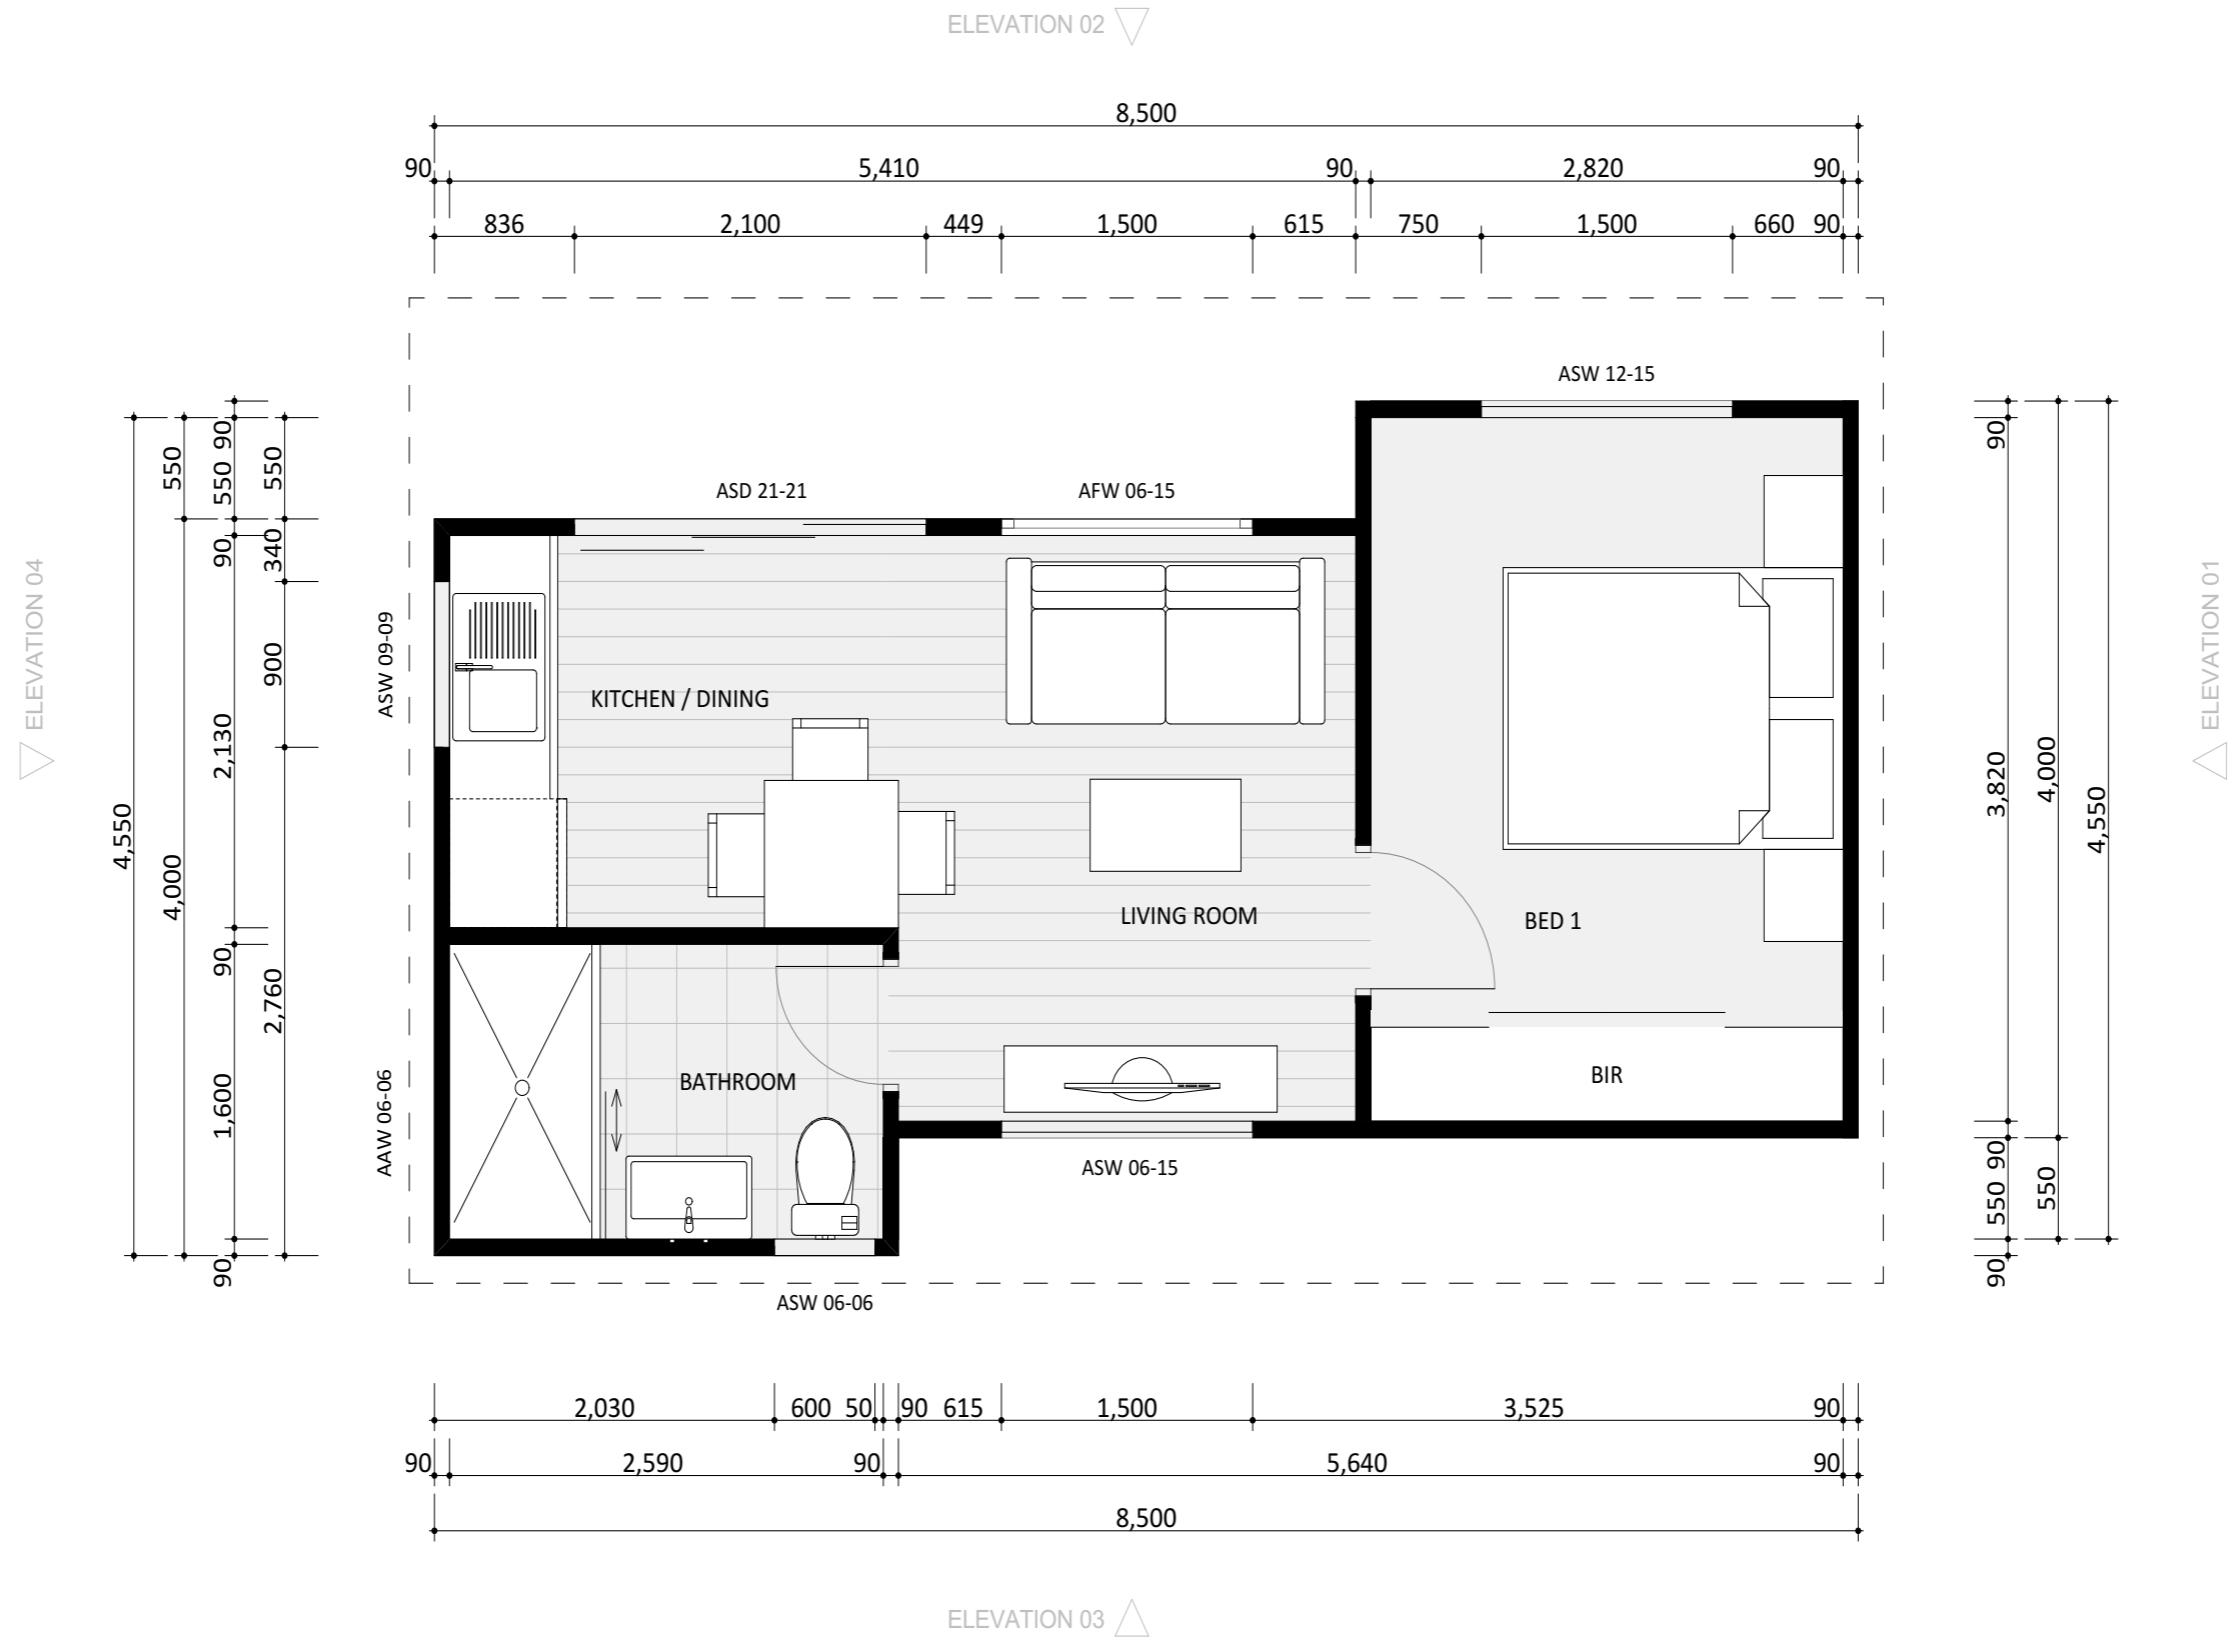 ELEVATION 02
8,500
90 5,410 90 2,820 90
836 2,100 449 1,500 615 750 1,500 660 90
ASW 12-15
ASD 21-21 AFW 06-15
ELEVATION 04
4,550
550 4,000
90 550 90 2,130 90 1,600 90
550 340 900 2,760
ASW 09-09
AAW 06-06
KITCHEN / DINING
LIVING ROOM
BED 1
BATHROOM
BIR
ASW 06-15
ASW 06-06
90 3,820 90 550 90
4,000 550
4,550
ELEVATION 01
2,030 600 50 90 615 1,500 3,525 90
90 2,590 90 5,640 90
8,500
ELEVATION 03